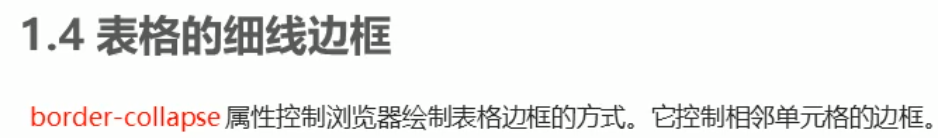 1.4 表格的细线边框
border-collapse 属性控制浏览器绘制表格边框的方式。它控制相邻单元格的边框。